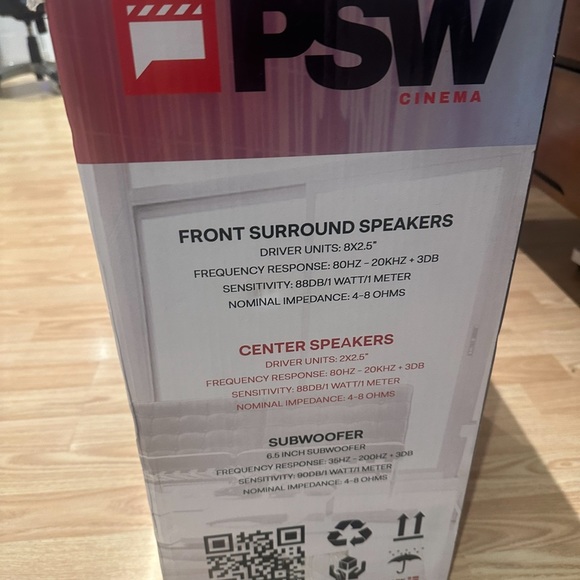 PSW
CINEMA
FRONT SURROUND SPEAKERS
DRIVER UNITS: 8X2.5"
FREQUENCY RESPONSE: 80HZ - 20KHZ + 3DB
SENSITIVITY: 88DB/1 WATT/1 METER
NOMINAL IMPEDANCE: 4-8 OHMS
CENTER SPEAKERS
DRIVER UNITS: 2X2.5"
FREQUENCY RESPONSE: 80HZ - 20KHZ + 3DB
SENSITIVITY: 88DB/1 WATT/1 METER
NOMINAL IMPEDANCE: 4-8 OHMS
SUBWOOFER
6.5 INCH SUBWOOFER
FREQUENCY RESPONSE: 35HZ - 200HZ + 3DB
SENSITIVITY: 90DB/1 WATT/1 METER
NOMINAL IMPEDANCE: 4-8 OHMS